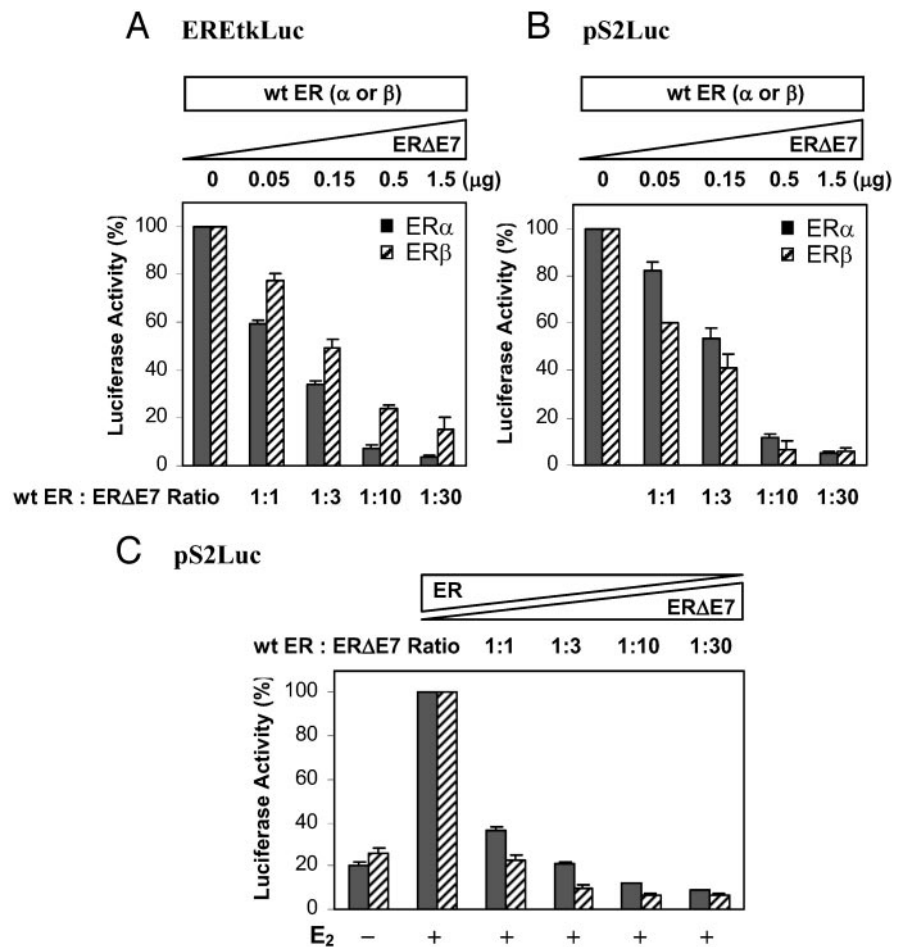 A EREtkLuc
wt ER (α or β)
ERΔE7
0 0.05 0.15 0.5 1.5 (μg)
Luciferase Activity (%)
100
80
60
40
20
0
ERα
ERβ
wt ER : ERΔE7 Ratio 1:1 1:3 1:10 1:30
B pS2Luc
wt ER (α or β)
ERΔE7
0 0.05 0.15 0.5 1.5 (μg)
Luciferase Activity (%)
100
80
60
40
20
0
ERα
ERβ
1:1 1:3 1:10 1:30
C pS2Luc
ER
ERΔE7
wt ER : ERΔE7 Ratio 1:1 1:3 1:10 1:30
Luciferase Activity (%)
100
80
60
40
20
0
E₂ − + + + + +